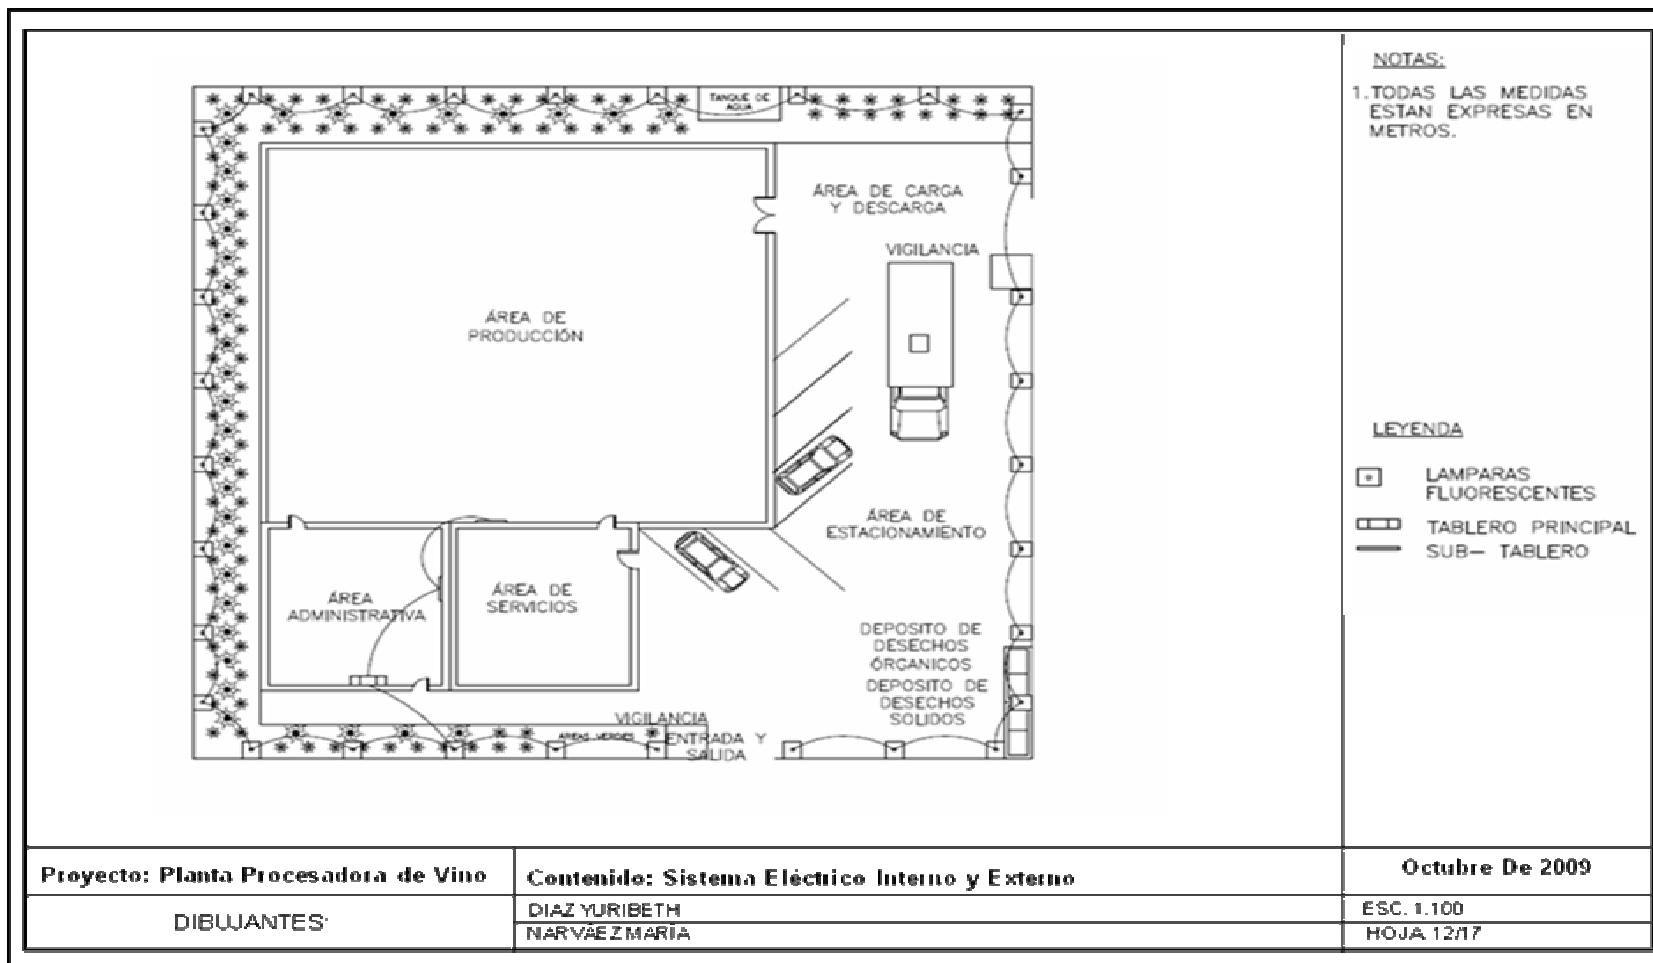 TANQUE DE
AGUA
ÁREA DE CARGA
Y DESCARGA
VIGILANCIA
ÁREA DE
PRODUCCIÓN
ÁREA DE
ESTACIONAMIENTO
ÁREA
ADMINISTRATIVA
ÁREA DE
SERVICIOS
DEPOSITO DE
DESECHOS
ÓRGANICOS
DEPOSITO DE
DESECHOS
SOLIDOS
VIGILANCIA
AREAS VERDES
ENTRADA Y
SALIDA
NOTAS:
1.TODAS LAS MEDIDAS
ESTAN EXPRESAS EN
METROS.
LEYENDA
LAMPARAS
FLUORESCENTES
TABLERO PRINCIPAL
SUB- TABLERO
Proyecto: Planta Procesadora de Vino
Contenido: Sistema Eléctrico Interno y Externo
Octubre De 2009
DIBUJANTES:
DIAZ YURIBETH
NARVÁEZ MARÍA
ESC. 1.100
HOJA 12/17